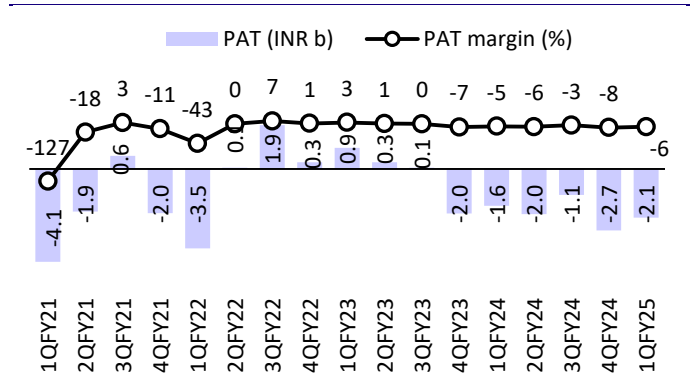 PAT (INR b) PAT margin (%)
-127 -18 3 -11 -43 0 7 1 3 1 0 -7 -5 -6 -3 -8 -6
-4.1 -1.9 0.6 -2.0 -3.5 1.9 0.3 0.9 0.3 0.1 -2.0 -1.6 -2.0 -1.1 -2.7 -2.1
1QFY21 2QFY21 3QFY21 4QFY21 1QFY22 2QFY22 3QFY22 4QFY22 1QFY23 2QFY23 3QFY23 4QFY23 1QFY24 2QFY24 3QFY24 4QFY24 1QFY25